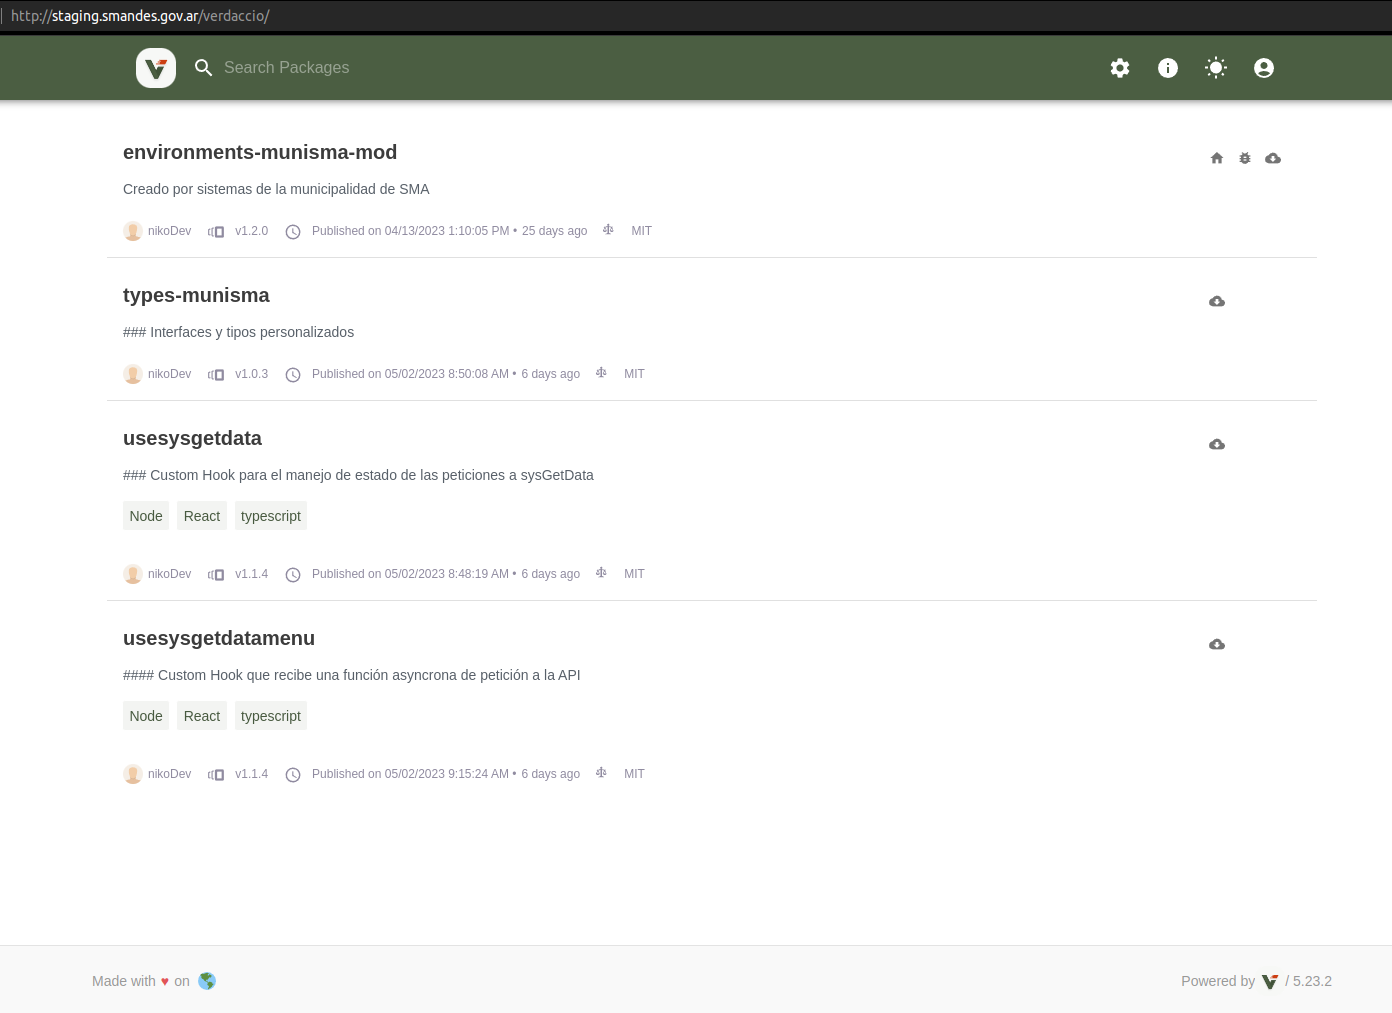 http://staging.smandes.gov.ar/verdaccio/
Search Packages
environments-munisma-mod
Creado por sistemas de la municipalidad de SMA
nikoDev v1.2.0 Published on 04/13/2023 1:10:05 PM • 25 days ago MIT
types-munisma
### Interfaces y tipos personalizados
nikoDev v1.0.3 Published on 05/02/2023 8:50:08 AM • 6 days ago MIT
usesysgetdata
### Custom Hook para el manejo de estado de las peticiones a sysGetData
Node React typescript
nikoDev v1.1.4 Published on 05/02/2023 8:48:19 AM • 6 days ago MIT
usesysgetdatamenu
#### Custom Hook que recibe una función asyncrona de petición a la API
Node React typescript
nikoDev v1.1.4 Published on 05/02/2023 9:15:24 AM • 6 days ago MIT
Made with ♥ on
Powered by / 5.23.2